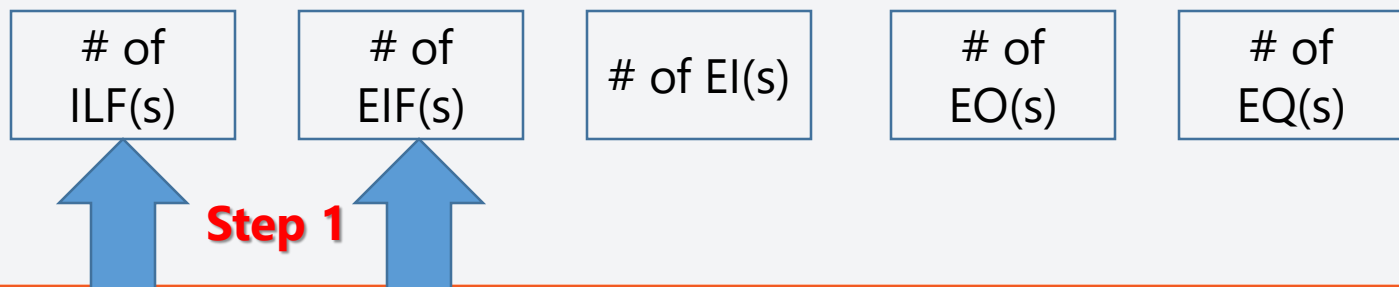 # of
ILF(s)
# of
EIF(s)
# of EI(s)
# of
EO(s)
# of
EQ(s)
Step 1